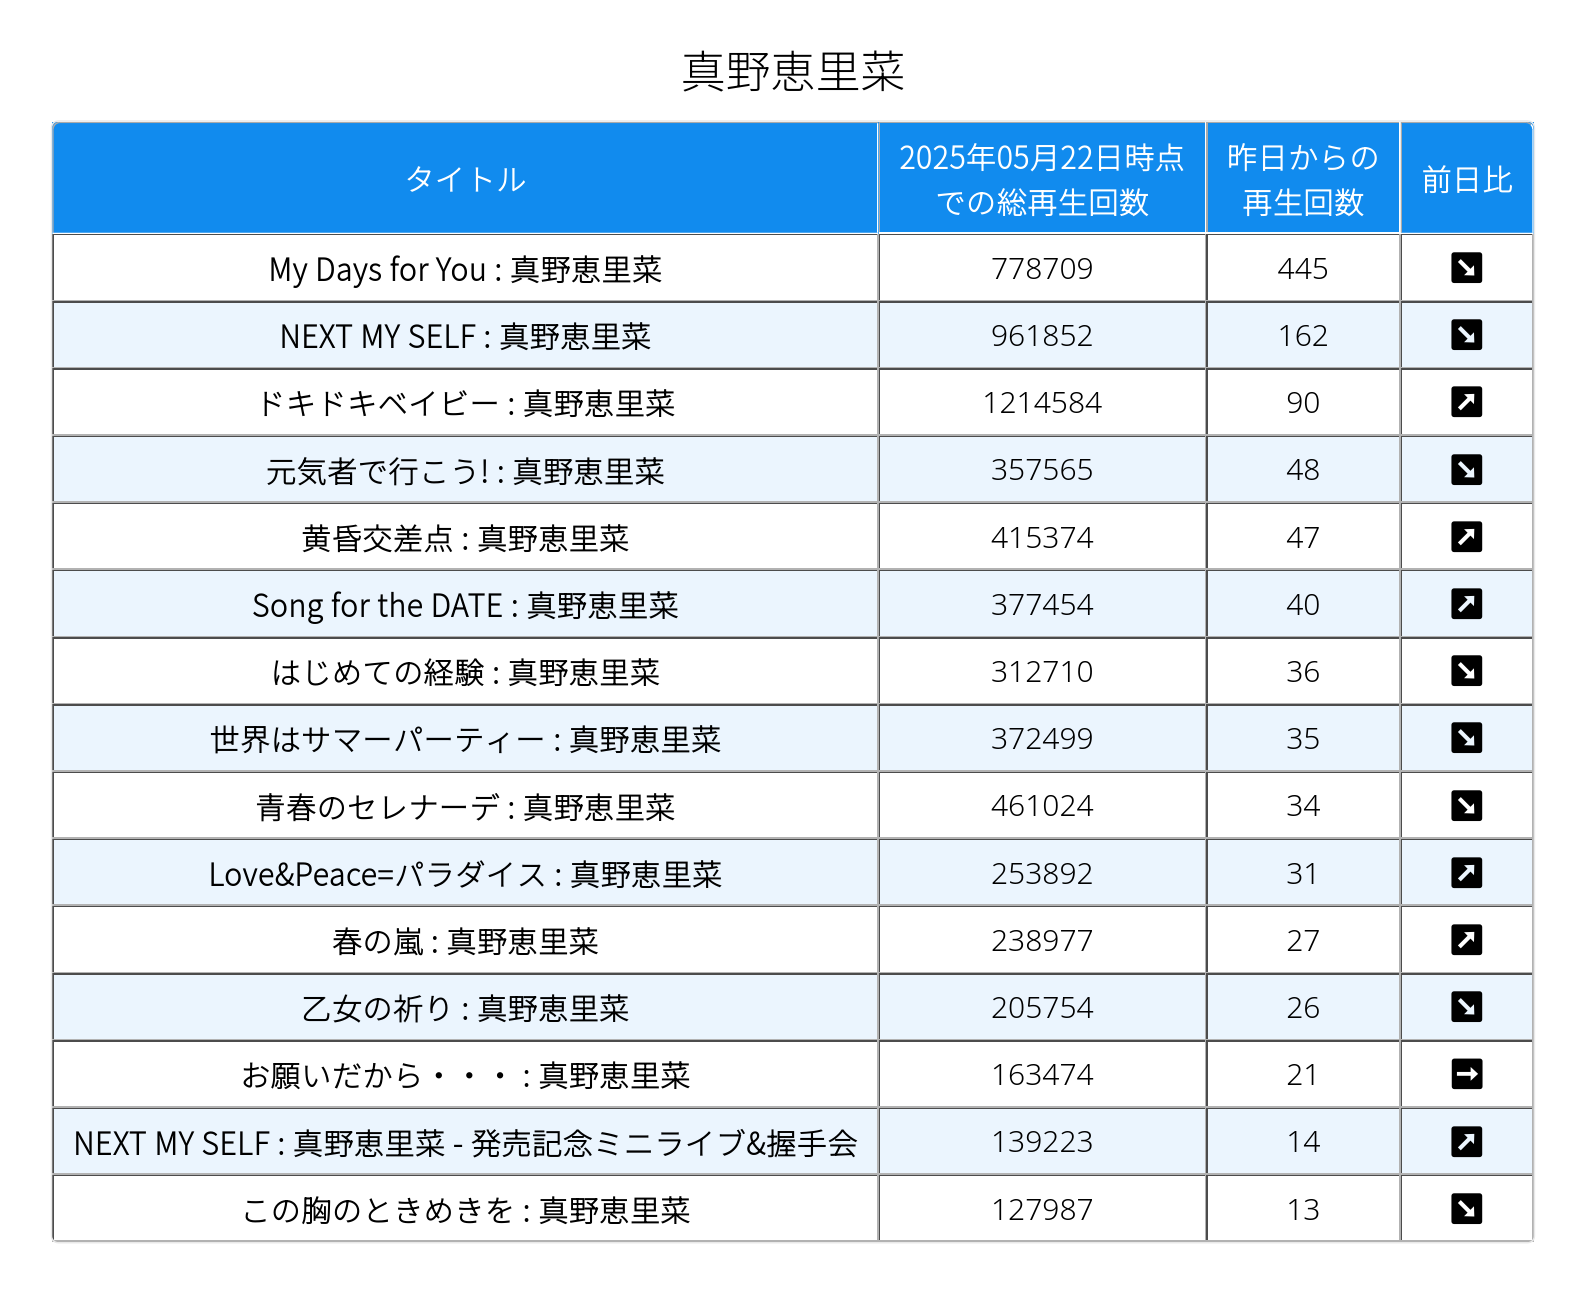 真野恵里菜
タイトル 2025年05月22日時点での総再生回数 昨日からの再生回数 前日比
My Days for You : 真野恵里菜 778709 445 ↘
NEXT MY SELF : 真野恵里菜 961852 162 ↘
ドキドキベイビー : 真野恵里菜 1214584 90 ↗
元気者で行こう! : 真野恵里菜 357565 48 ↘
黄昏交差点 : 真野恵里菜 415374 47 ↗
Song for the DATE : 真野恵里菜 377454 40 ↗
はじめての経験 : 真野恵里菜 312710 36 ↘
世界はサマーパーティー : 真野恵里菜 372499 35 ↘
青春のセレナーデ : 真野恵里菜 461024 34 ↘
Love&Peace=パラダイス : 真野恵里菜 253892 31 ↗
春の嵐 : 真野恵里菜 238977 27 ↗
乙女の祈り : 真野恵里菜 205754 26 ↘
お願いだから・・・ : 真野恵里菜 163474 21 →
NEXT MY SELF : 真野恵里菜 - 発売記念ミニライブ&握手会 139223 14 ↗
この胸のときめきを : 真野恵里菜 127987 13 ↘